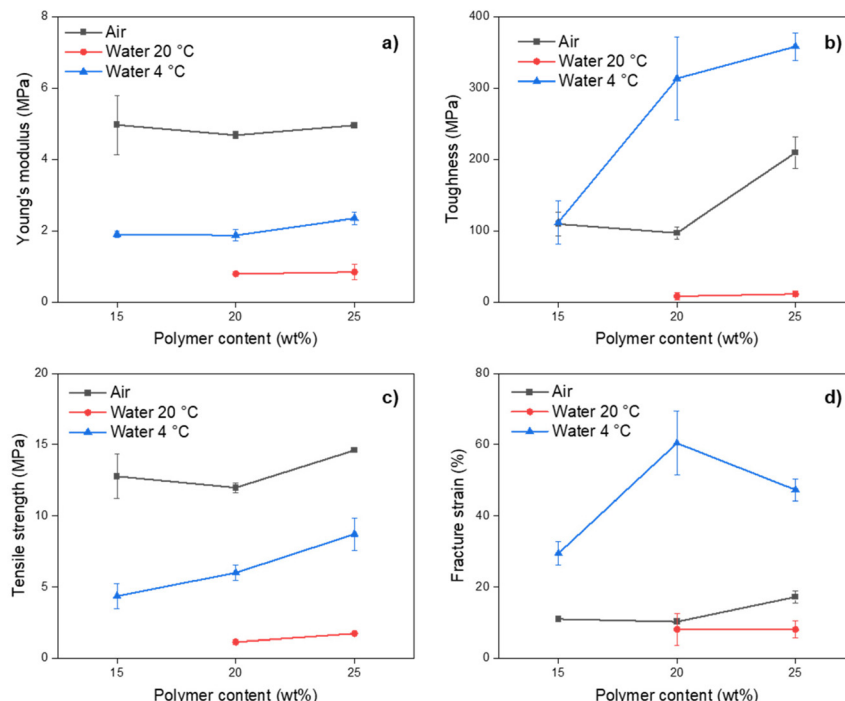 8
6
4
2
0
Young's modulus (MPa)
Air
Water 20 °C
Water 4 °C
a)
15
20
25
Polymer content (wt%)
400
300
200
100
0
Toughness (MPa)
Air
Water 20 °C
Water 4 °C
b)
15
20
25
Polymer content (wt%)
20
15
10
5
0
Tensile strength (MPa)
Air
Water 20 °C
Water 4 °C
c)
15
20
25
Polymer content (wt%)
80
60
40
20
0
Fracture strain (%)
Air
Water 20 °C
Water 4 °C
d)
15
20
25
Polymer content (wt%)